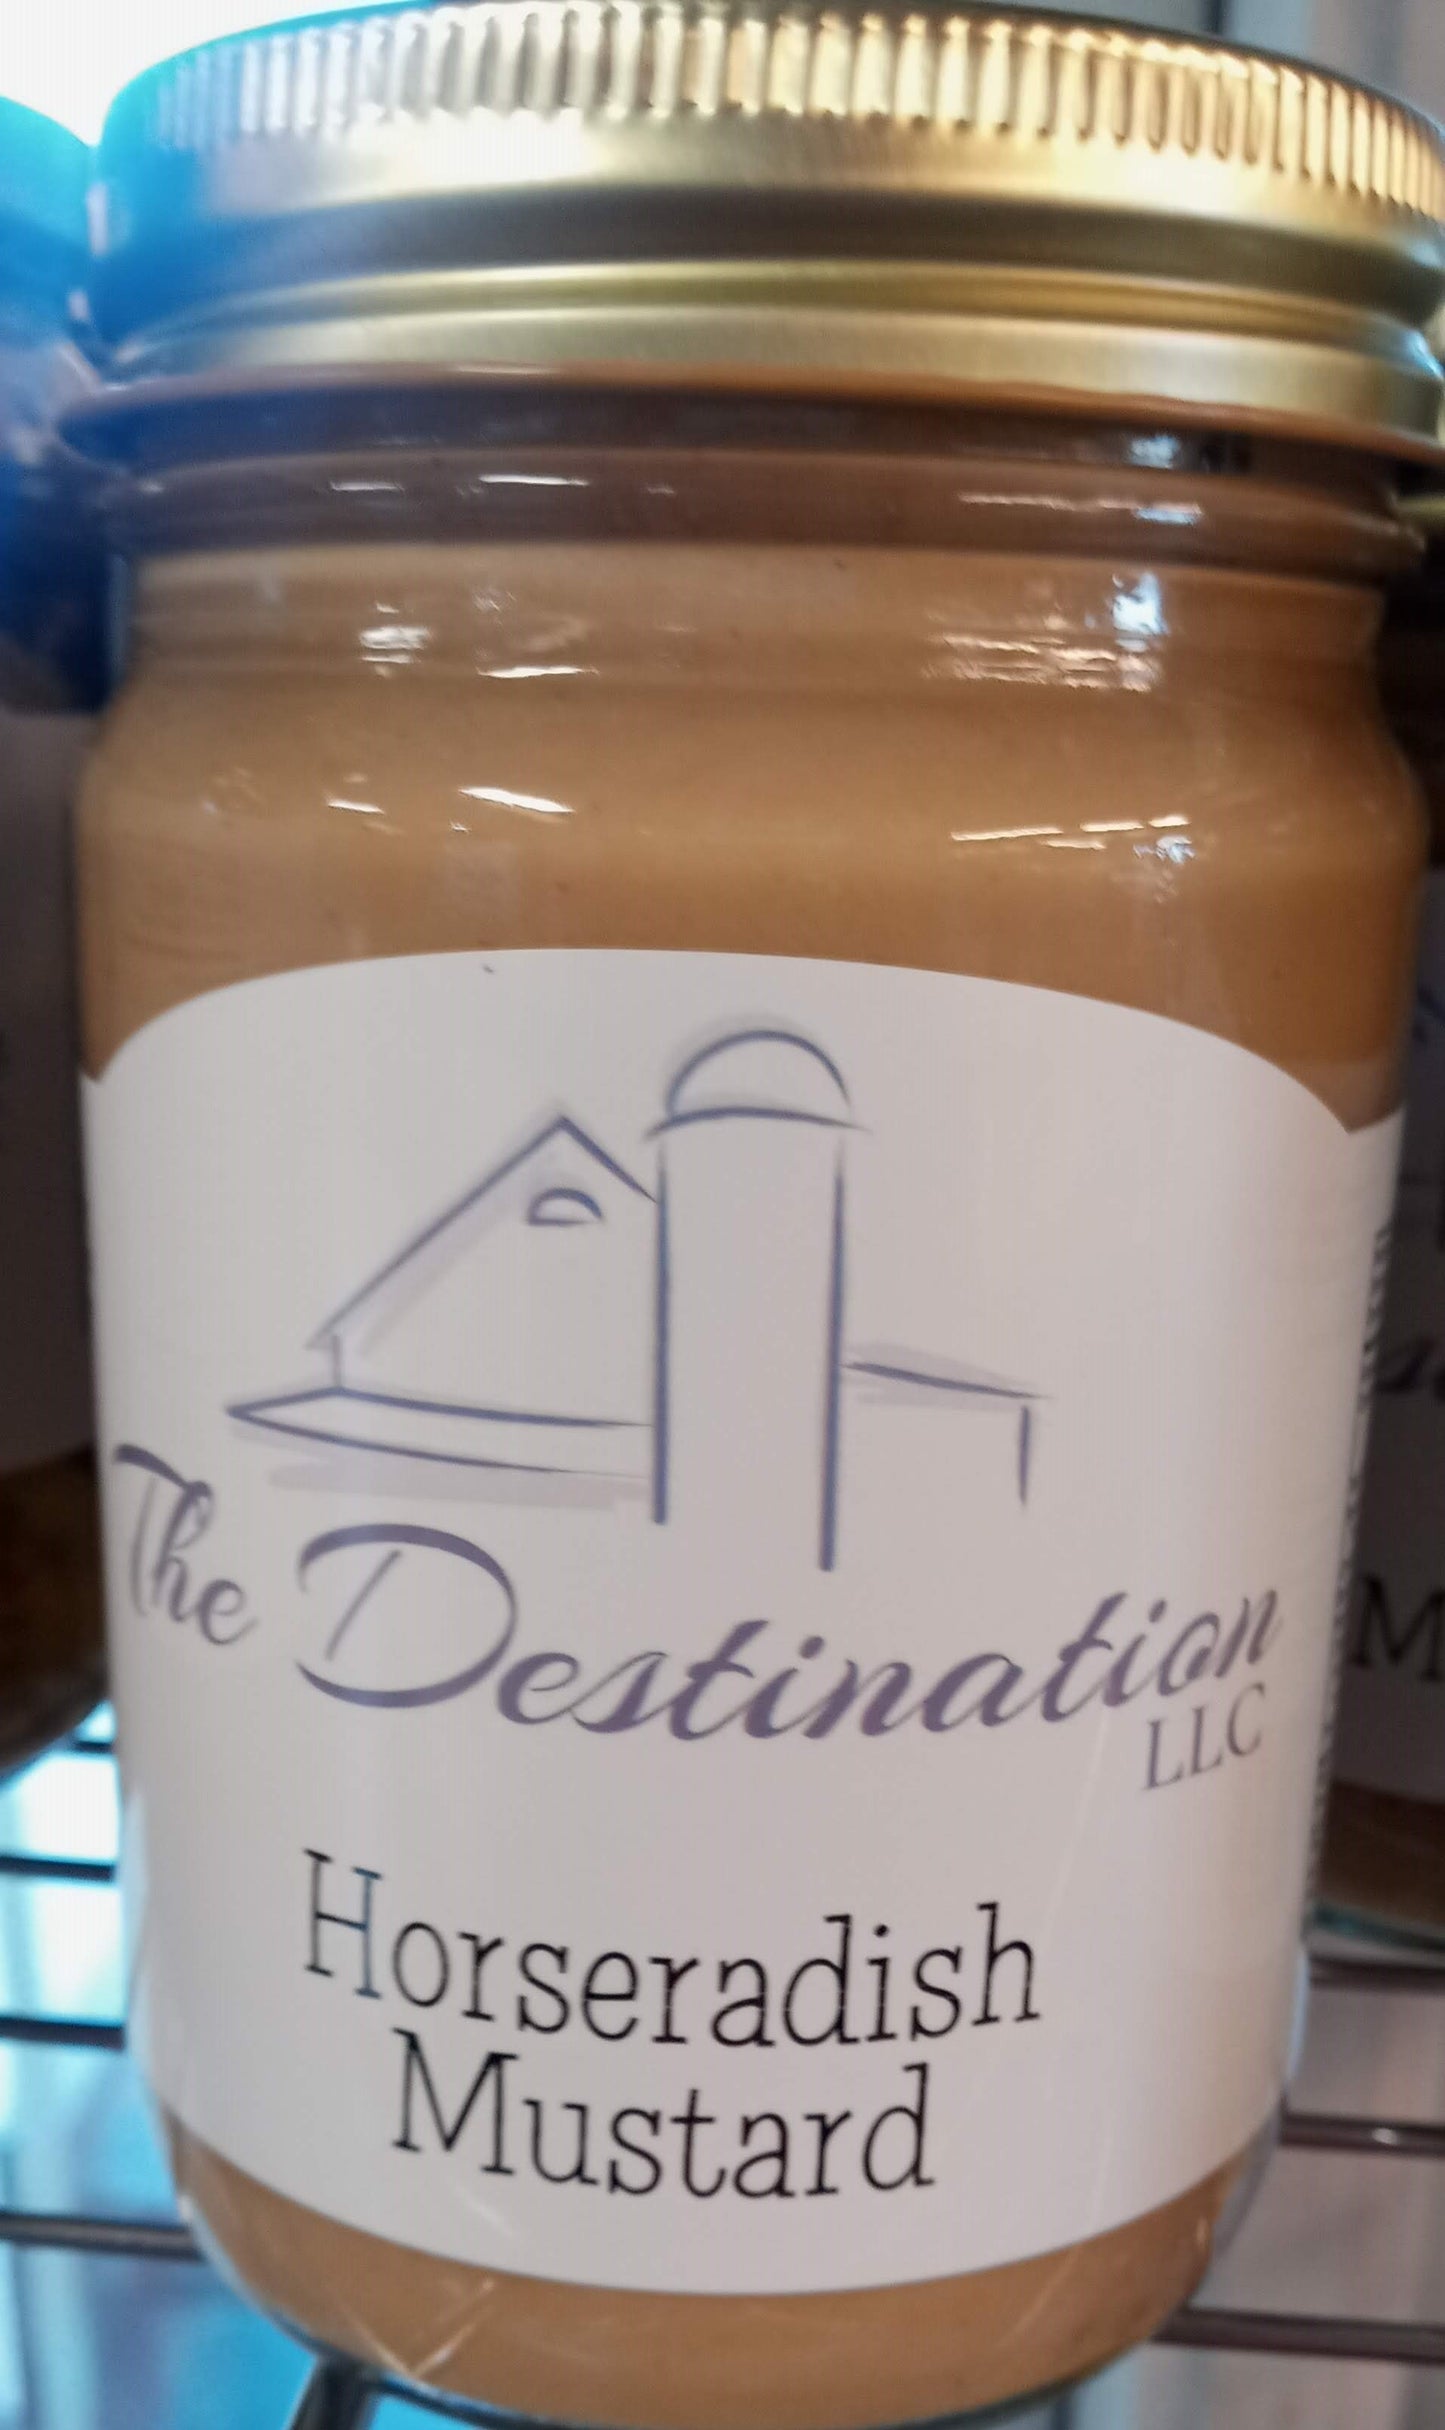 The Destination
LLC
Horseradish
Mustard
M